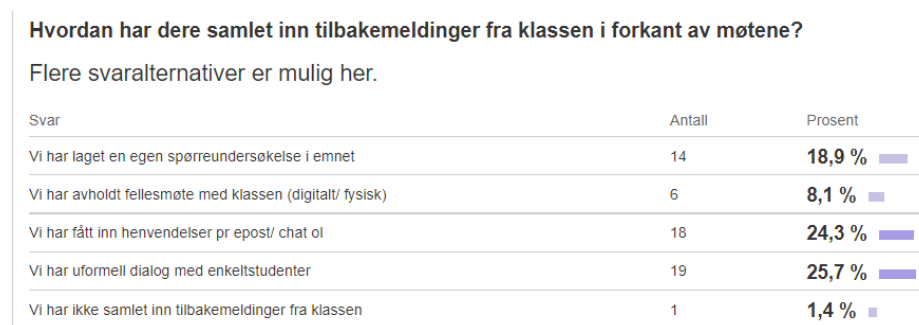 Hvordan har dere samlet inn tilbakemeldinger fra klassen i forkant av møtene?
Flere svaralternativer er mulig her.
Svar Antall Prosent
Vi har laget en egen spørreundersøkelse i emnet 14 18,9 %
Vi har avholdt fellesmøte med klassen (digitalt/ fysisk) 6 8,1 %
Vi har fått inn henvendelser pr epost/ chat ol 18 24,3 %
Vi har uformell dialog med enkeltstudenter 19 25,7 %
Vi har ikke samlet inn tilbakemeldinger fra klassen 1 1,4 %